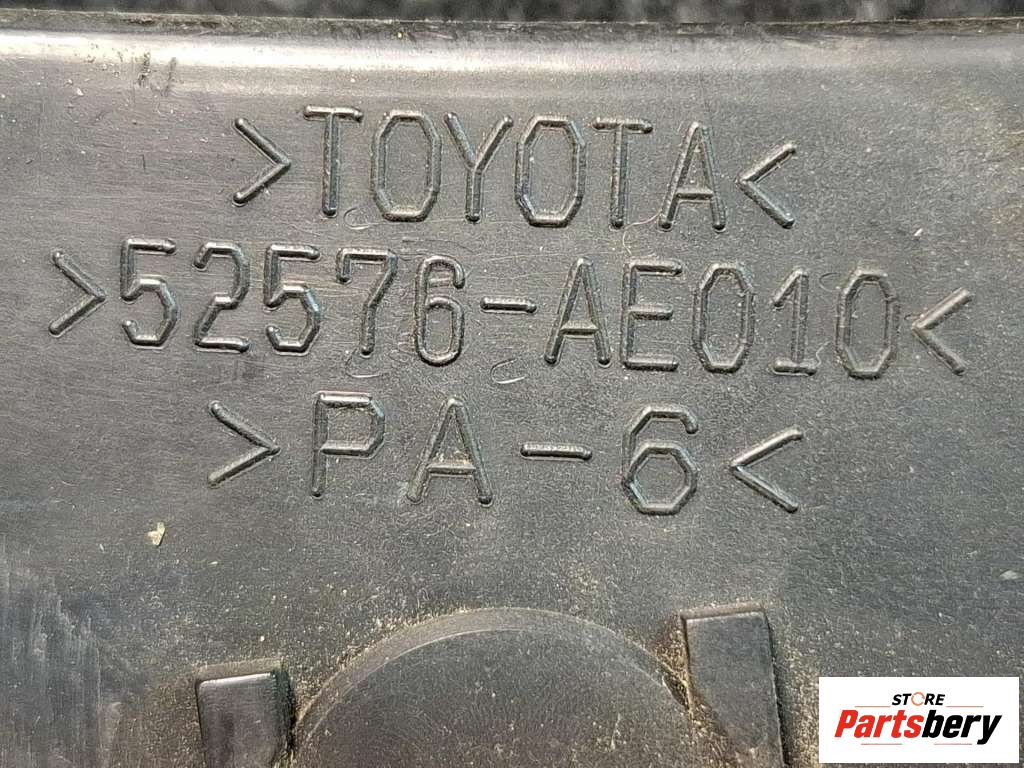 >TOYOTA<
>52576-AE010<
>PA-6<
STORE
Partsbery